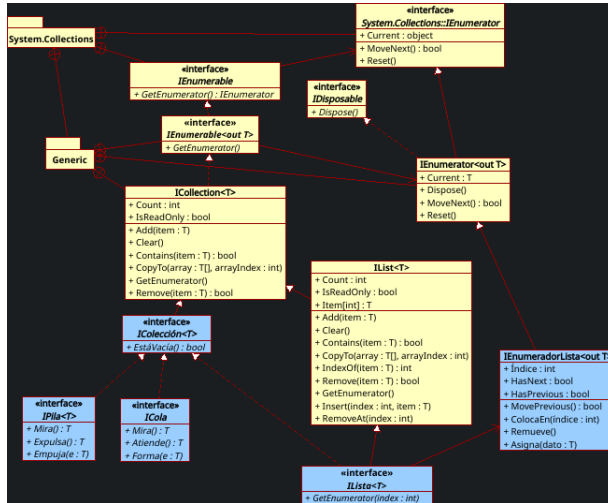 System.Collections
«interface»
System.Collections::IEnumerator
+ Current : object
+ MoveNext() : bool
+ Reset()
«interface»
IEnumerable
+ GetEnumerator() : IEnumerator
«interface»
IDisposable
+ Dispose()
«interface»
IEnumerable<out T>
+ GetEnumerator()
Generic
IEnumerator<out T>
+ Current : T
+ Dispose()
+ MoveNext() : bool
+ Reset()
ICollection<T>
+ Count : int
+ IsReadOnly : bool
+ Add(item : T)
+ Clear()
+ Contains(item : T) : bool
+ CopyTo(array : T[], arrayIndex : int)
+ GetEnumerator()
+ Remove(item : T) : bool
IList<T>
+ Count : int
+ IsReadOnly : bool
+ Item[int] : T
+ Add(item : T)
+ Clear()
+ Contains(item : T) : bool
+ CopyTo(array : T[], arrayIndex : int)
+ IndexOf(item : T) : int
+ Remove(item : T) : bool
+ GetEnumerator()
+ Insert(index : int, item : T)
+ RemoveAt(index : int)
«interface»
IColección<T>
+ EstáVacía() : bool
IEnumeradorLista<out T>
+ Índice : int
+ HasNext : bool
+ HasPrevious : bool
+ MovePrevious() : bool
+ ColocaEn(índice : int)
+ Remueve()
+ Asigna(dato : T)
«interface»
IPila<T>
+ Mira() : T
+ Expulsa() : T
+ Empuja(e : T)
«interface»
ICola
+ Mira() : T
+ Atiende() : T
+ Forma(e : T)
«interface»
ILista<T>
+ GetEnumerator(index : int)